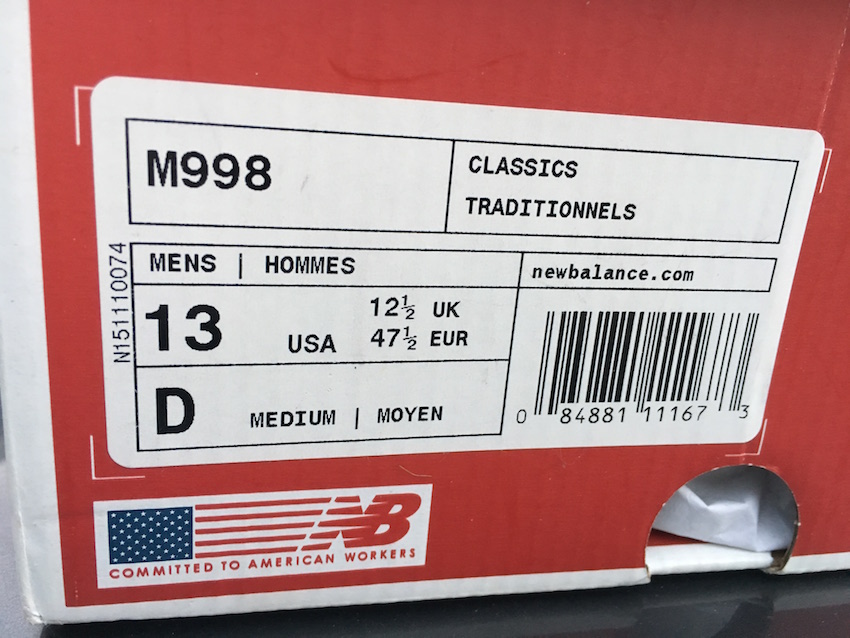 M998
CLASSICS
TRADITIONNELS
N151110074
MENS | HOMMES
newbalance.com
13 USA
12½ UK
47½ EUR
D MEDIUM | MOYEN
0 84881 11167 3
NB
COMMITTED TO AMERICAN WORKERS